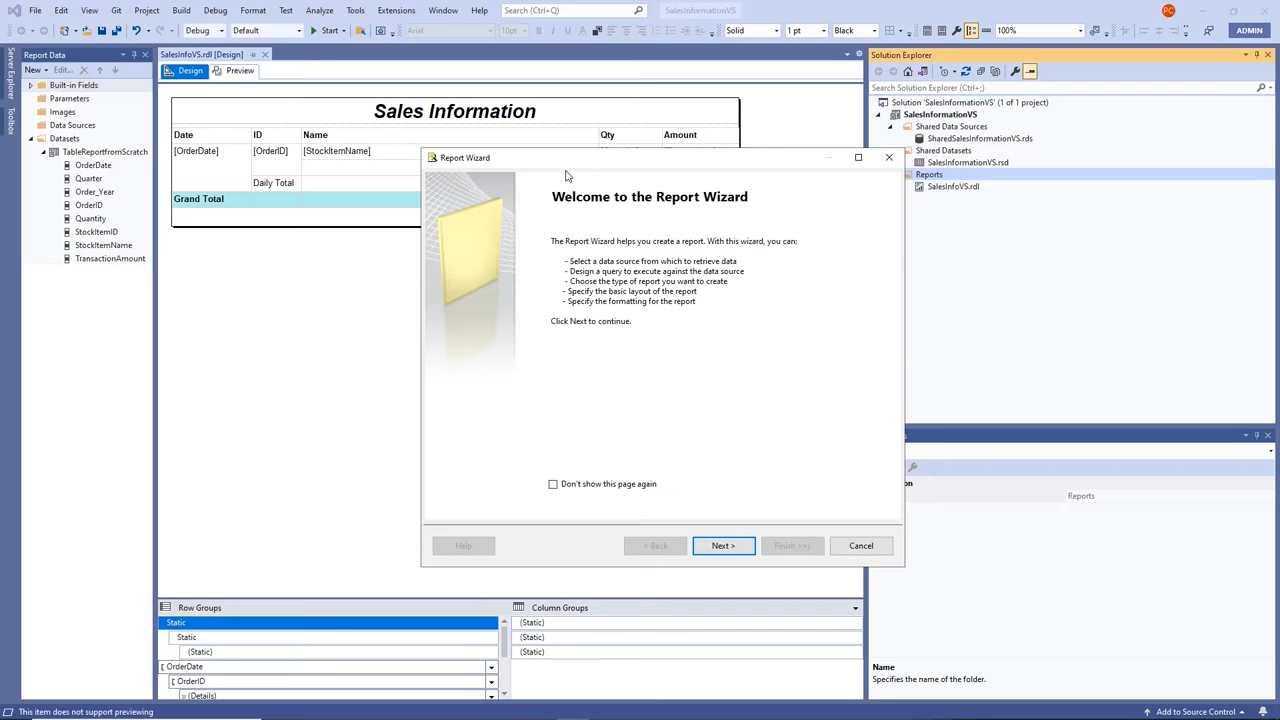 File Edit View Git Project Build Debug Format Test Analyze Tools Extensions Window Help Search (Ctrl+Q) SalesInformationVS PC
Debug Default Start Arial 10pt Solid 1 pt Black 100% ADMIN
Server Explorer
Toolbox
Report Data
New Edit...
Built-in Fields
Parameters
Images
Data Sources
Datasets
TableReportfromScratch
OrderDate
Quarter
Order_Year
OrderID
Quantity
StockItemID
StockItemName
TransactionAmount
SalesInfoVS.rdl [Design]
Design Preview
Sales Information
Date ID Name Qty Amount
[OrderDate] [OrderID] [StockItemName]
Daily Total
Grand Total
Report Wizard
Welcome to the Report Wizard
The Report Wizard helps you create a report. With this wizard, you can:
- Select a data source from which to retrieve data
- Design a query to execute against the data source
- Choose the type of report you want to create
- Specify the basic layout of the report
- Specify the formatting for the report
Click Next to continue.
Don't show this page again
Help < Back Next > Finish >>| Cancel
Row Groups Column Groups
Static (Static)
Static (Static)
(Static) (Static)
[ OrderDate
[ OrderID
= (Details)
Solution Explorer
Search Solution Explorer (Ctrl+;)
Solution 'SalesInformationVS' (1 of 1 project)
SalesInformationVS
Shared Data Sources
SharedSalesInformationVS.rds
Shared Datasets
SalesInformationVS.rsd
Reports
SalesInfoVS.rdl
Reports
Name
Specifies the name of the folder.
This item does not support previewing Add to Source Control